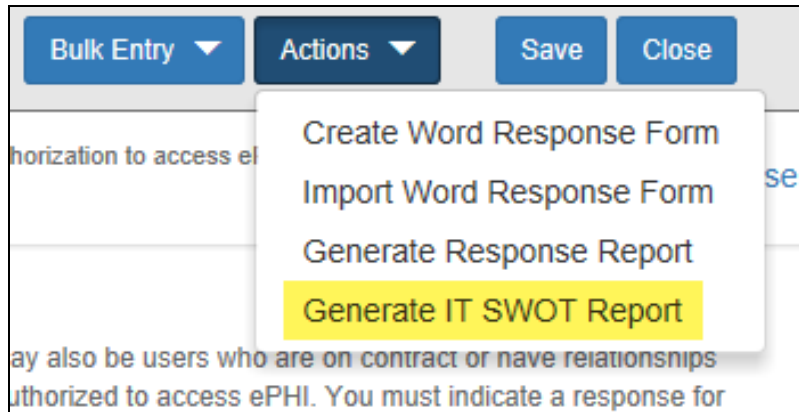 Bulk Entry Actions Save Close
Create Word Response Form
horization to access
Import Word Response Form
se
Generate Response Report
Generate IT SWOT Report
ay also be users who are on contract or have relationships
uthorized to access ePHI. You must indicate a response for